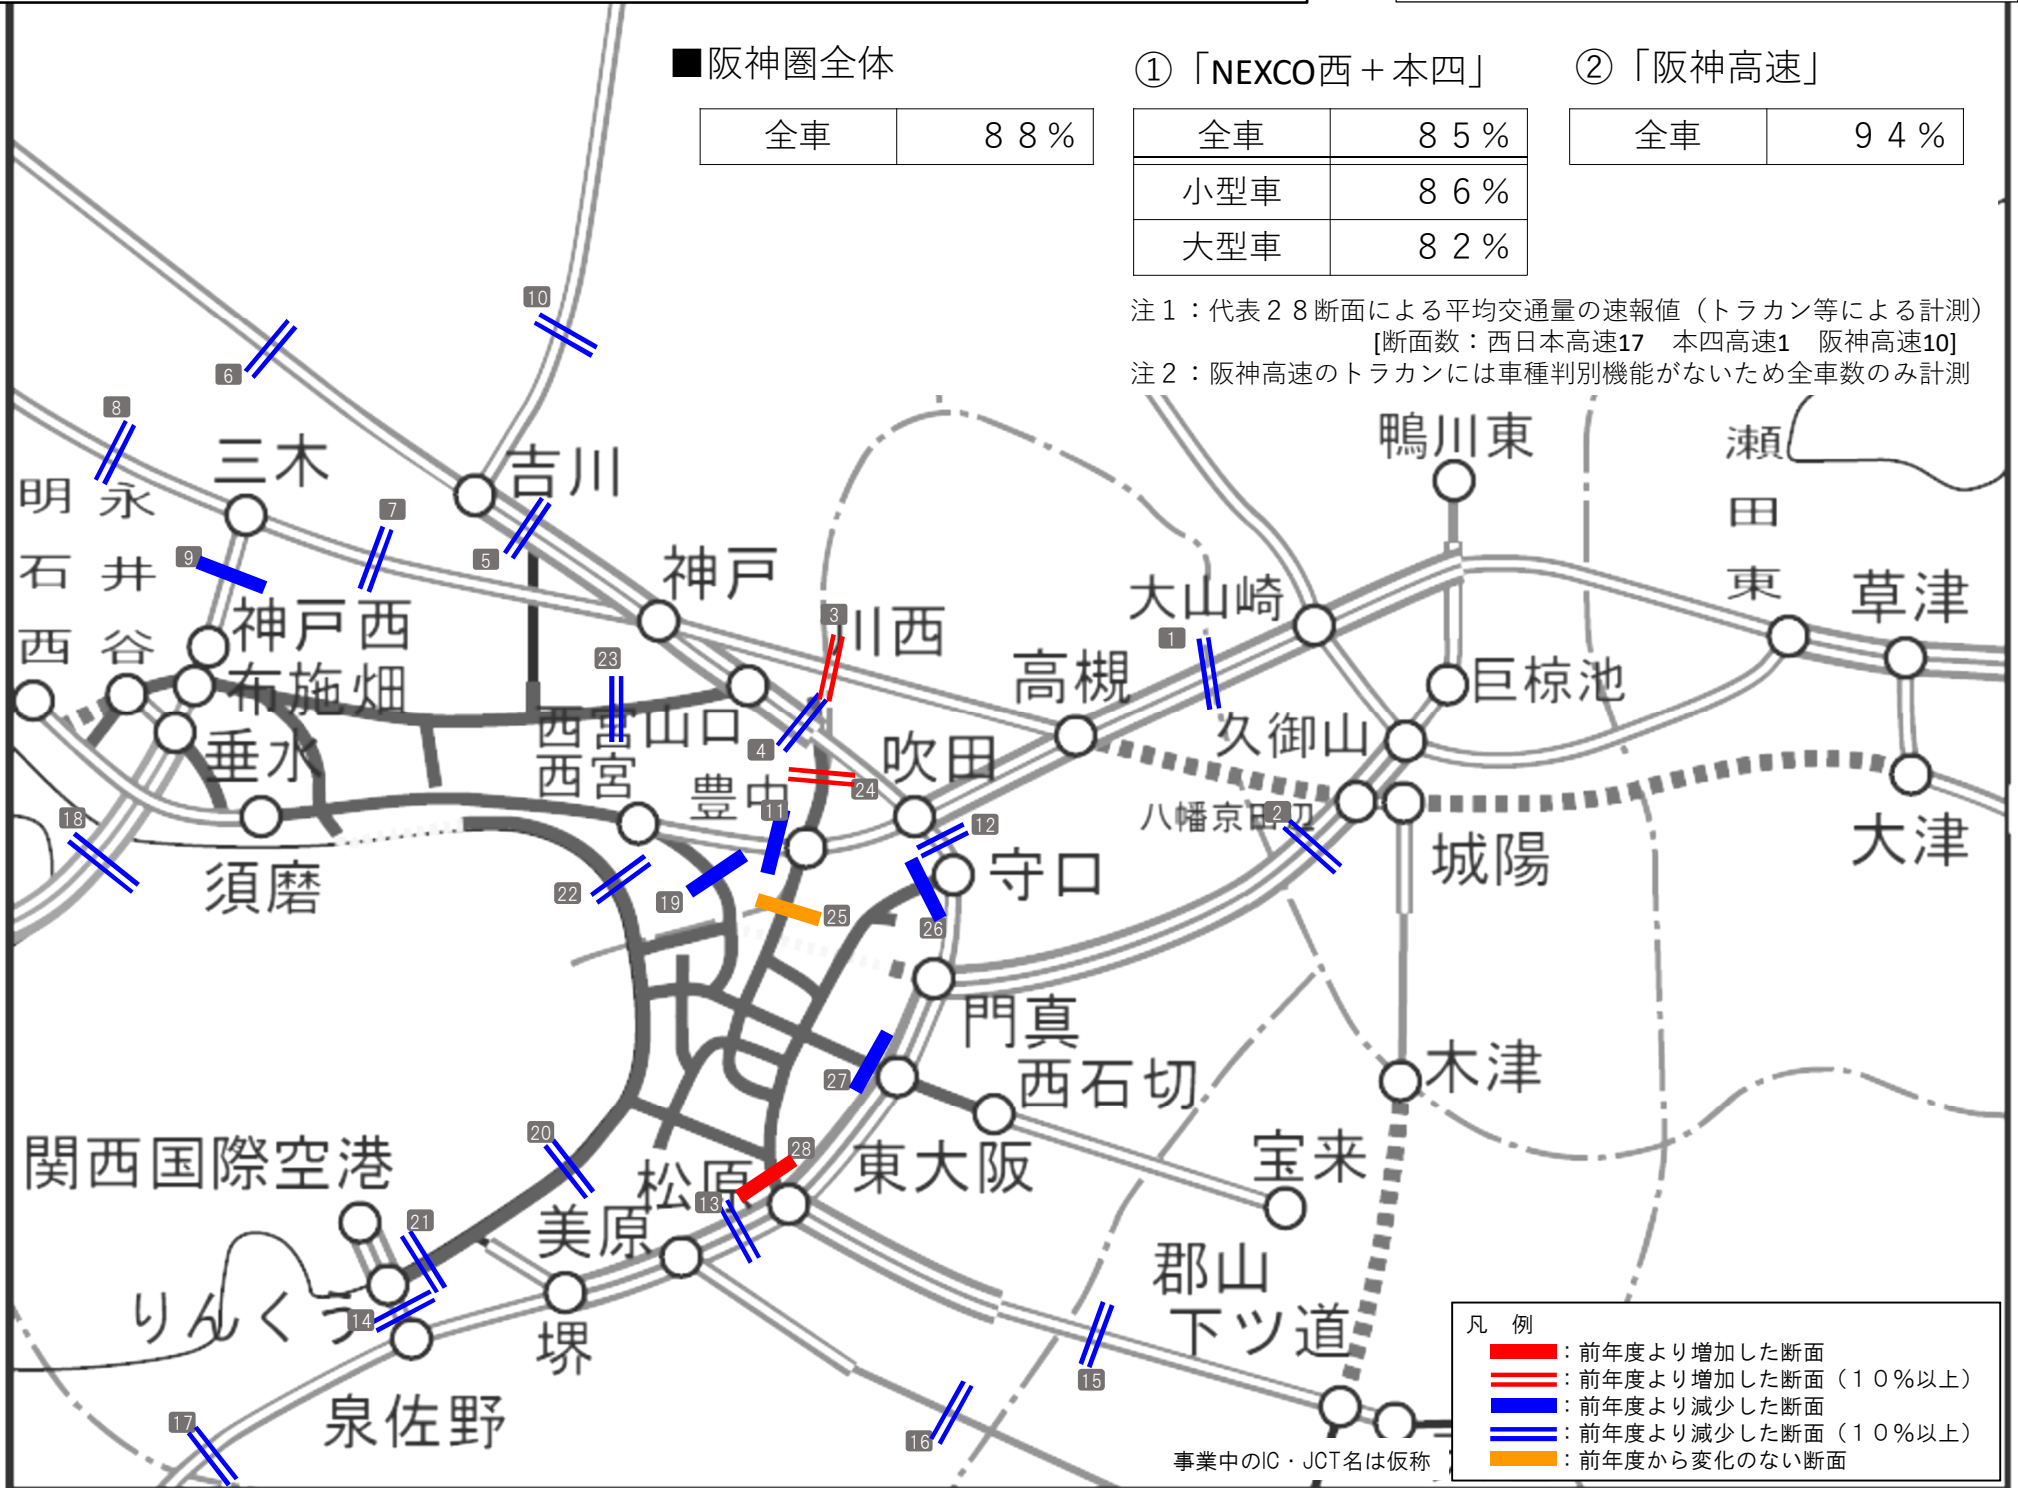 ■阪神圏全体
全車 88%
①「NEXCO西＋本四」
全車 85%
小型車 86%
大型車 82%
②「阪神高速」
全車 94%
注１：代表２８断面による平均交通量の速報値（トラカン等による計測）
[断面数：西日本高速17　本四高速1　阪神高速10]
注２：阪神高速のトラカンには車種判別機能がないため全車数のみ計測
10
6
8
三木
吉川
鴨川東
瀬田東
明石西
永井谷
7
5
9
神戸
神戸西
布施畑
3
川西
大山崎
1
草津
23
高槻
巨椋池
西宮山口
4
久御山
垂水
西宮
豊中
吹田
24
11
12
八幡京田辺
2
18
須磨
22
19
守口
城陽
大津
25
26
門真
27
西石切
木津
20
関西国際空港
松原
28
東大阪
宝来
13
21
美原
りんくう
14
堺
郡山下ツ道
15
泉佐野
17
16
事業中のIC・JCT名は仮称
凡　例
：前年度より増加した断面
：前年度より増加した断面（１０％以上）
：前年度より減少した断面
：前年度より減少した断面（１０％以上）
：前年度から変化のない断面